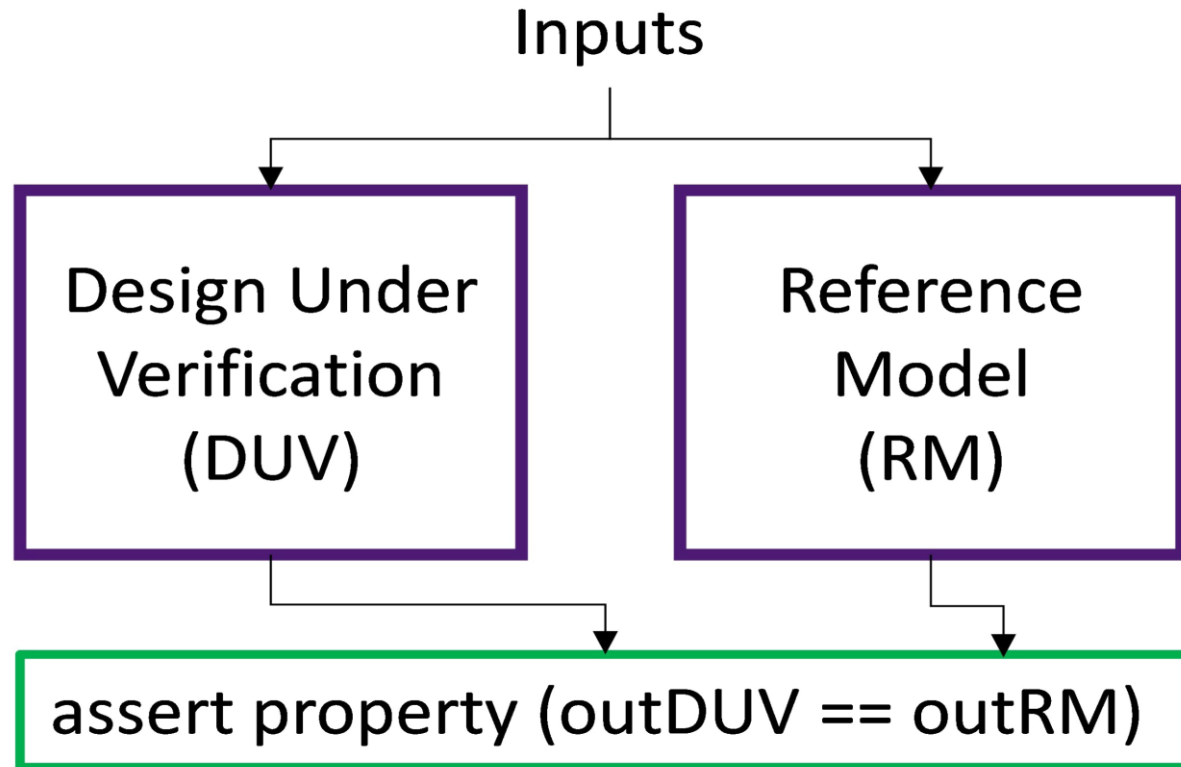 Inputs
Design Under
Verification
(DUV)
Reference
Model
(RM)
assert property (outDUV == outRM)